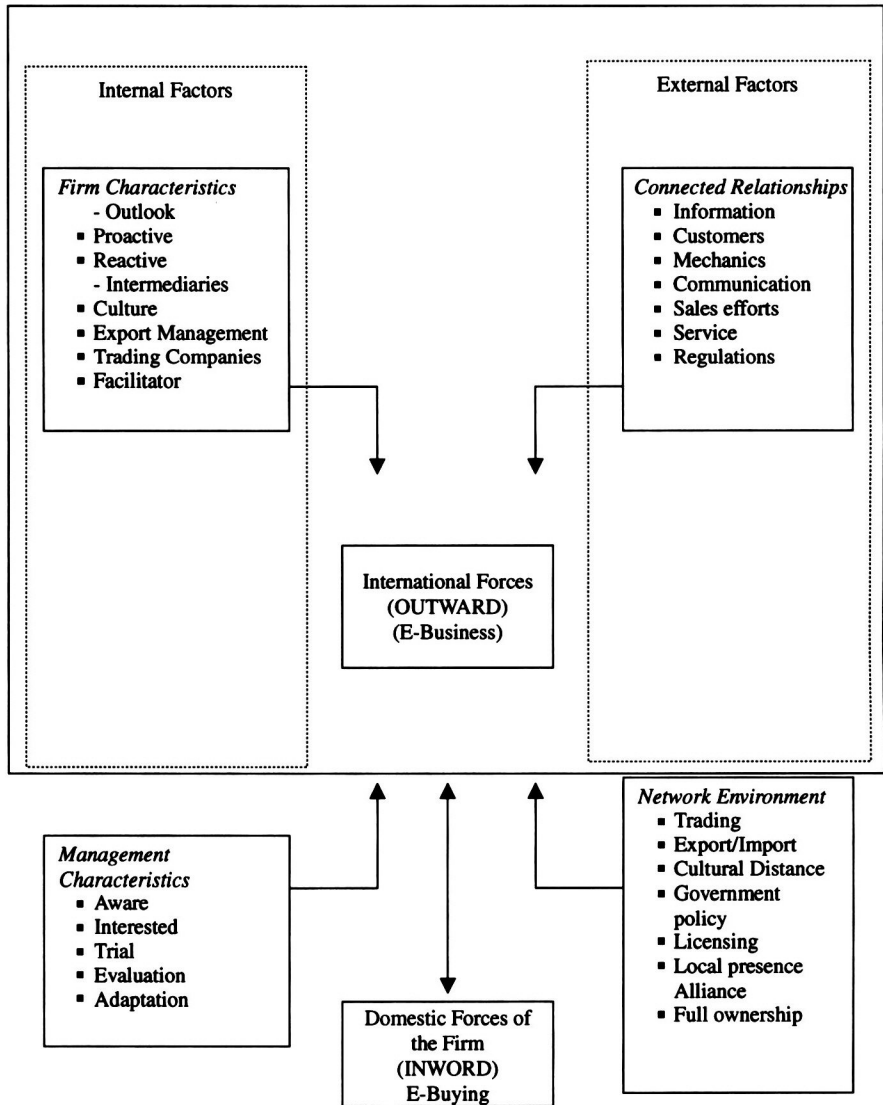 Internal Factors
Firm Characteristics
- Outlook
▪ Proactive
▪ Reactive
- Intermediaries
▪ Culture
▪ Export Management
▪ Trading Companies
▪ Facilitator
External Factors
Connected Relationships
▪ Information
▪ Customers
▪ Mechanics
▪ Communication
▪ Sales efforts
▪ Service
▪ Regulations
International Forces
(OUTWARD)
(E-Business)
Management
Characteristics
▪ Aware
▪ Interested
▪ Trial
▪ Evaluation
▪ Adaptation
Domestic Forces of
the Firm
(INWORD)
E-Buying
Network Environment
▪ Trading
▪ Export/Import
▪ Cultural Distance
▪ Government
policy
▪ Licensing
▪ Local presence
Alliance
▪ Full ownership